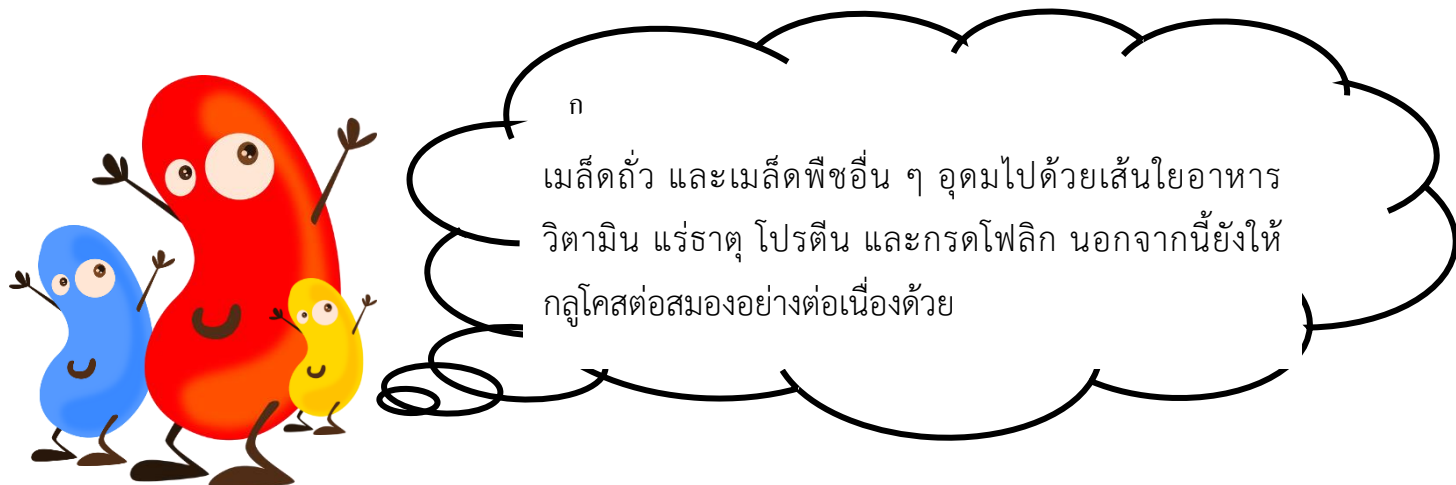 ก
เมล็ดถั่ว และเมล็ดพืชอื่น ๆ อุดมไปด้วยเส้นใยอาหาร
วิตามิน แร่ธาตุ โปรตีน และกรดโฟลิก นอกจากนี้ยังให้
กลูโคสต่อสมองอย่างต่อเนื่องด้วย